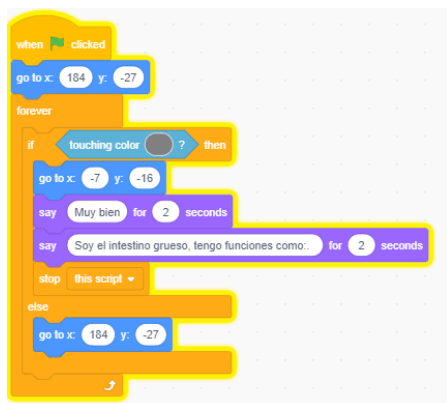 when clicked
go to x: 184 y: -27
forever
if touching color ? then
go to x: -7 y: -16
say Muy bien for 2 seconds
say Soy el intestino grueso, tengo funciones como:. for 2 seconds
stop this script
else
go to x: 184 y: -27